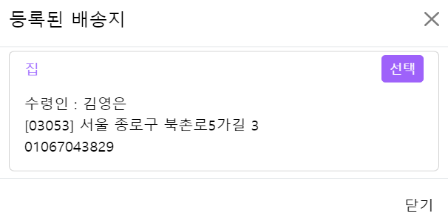 등록된 배송지
집
선택
수령인 : 김영은
[03053] 서울 종로구 북촌로5가길 3
01067043829
닫기